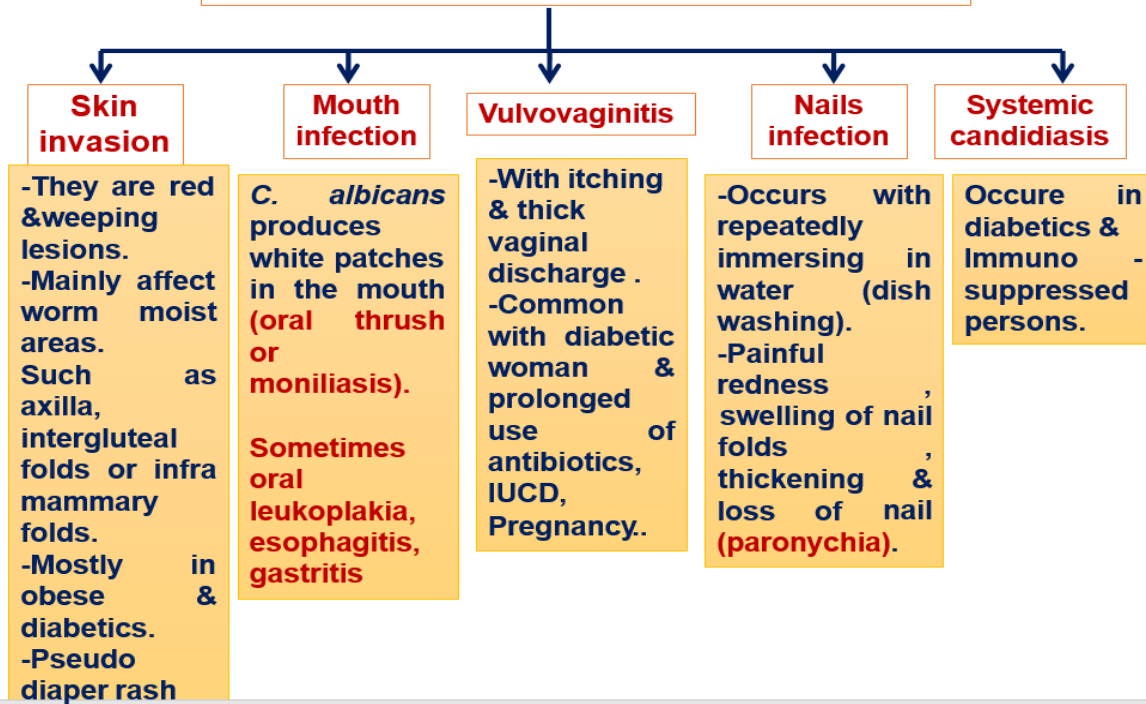 Skin
invasion
-They are red
&weeping
lesions.
-Mainly affect
worm moist
areas.
Such as
axilla,
intergluteal
folds or infra
mammary
folds.
-Mostly in
obese &
diabetics.
-Pseudo
diaper rash
Mouth
infection
C. albicans
produces
white patches
in the mouth
(oral thrush
or
moniliasis).
Sometimes
oral
leukoplakia,
esophagitis,
gastritis
Vulvovaginitis
-With itching
& thick
vaginal
discharge .
-Common
with diabetic
woman &
prolonged
use of
antibiotics,
IUCD,
Pregnancy..
Nails
infection
-Occurs with
repeatedly
immersing in
water (dish
washing).
-Painful
redness ,
swelling of nail
folds ,
thickening &
loss of nail
(paronychia).
Systemic
candidiasis
Occure in
diabetics &
Immuno -
suppressed
persons.